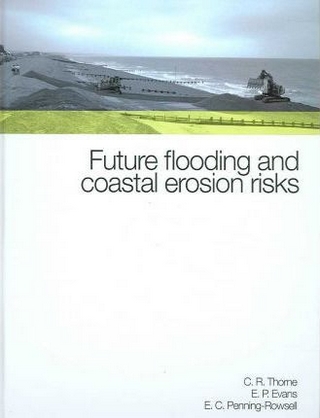 Future flooding and
coastal erosion risks
C. R. Thorne
E. P. Evans
E. C. Penning-Rowsell